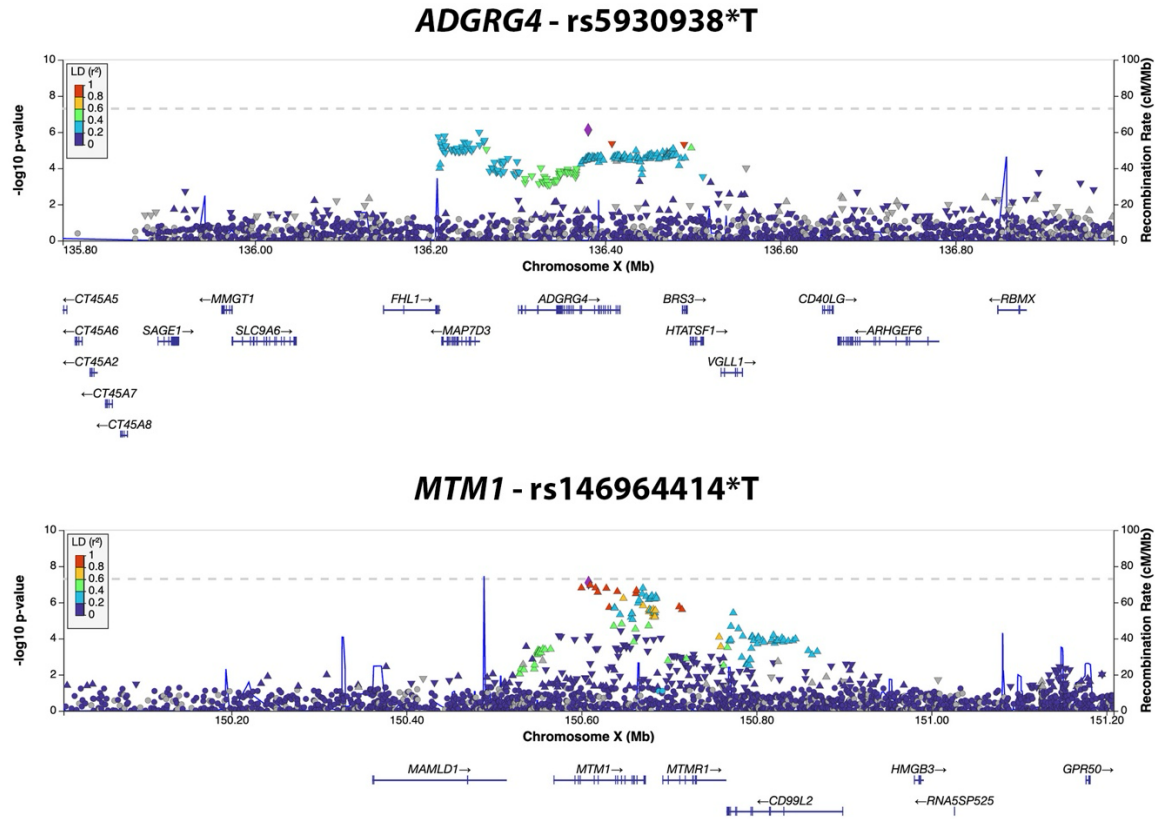 ADGRG4 - rs5930938*T
10 100
LD (r²)
1
0.8
0.6
0.4
0.2
0
8 80
6 60
4 40
2 20
0 0
-log10 p-value
Recombination Rate (cM/Mb)
135.80 136.00 136.20 136.40 136.60 136.80
Chromosome X (Mb)
←CT45A5 ←MMGT1 FHL1→ ADGRG4→ BRS3→ CD40LG→ ←RBMX
←CT45A6 SAGE1→ SLC9A6→ ←MAP7D3 HTATSF1→ ←ARHGEF6
←CT45A2 VGLL1→
←CT45A7
←CT45A8
MTM1 - rs146964414*T
10 100
LD (r²)
1
0.8
0.6
0.4
0.2
0
8 80
6 60
4 40
2 20
0 0
-log10 p-value
Recombination Rate (cM/Mb)
150.20 150.40 150.60 150.80 151.00 151.20
Chromosome X (Mb)
MAMLD1→ MTM1→ MTMR1→ HMGB3→ GPR50→
←CD99L2 ←RNA5SP525